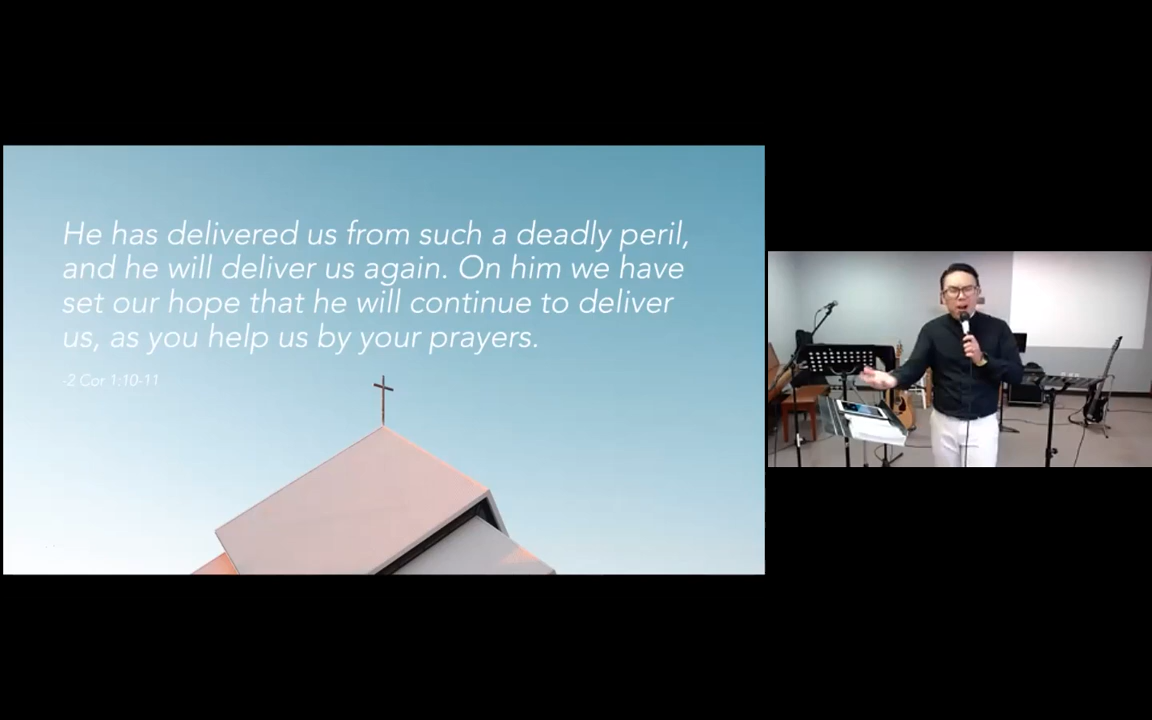 He has delivered us from such a deadly peril,
and he will deliver us again. On him we have
set our hope that he will continue to deliver
us, as you help us by your prayers.
-2 Cor 1:10-11